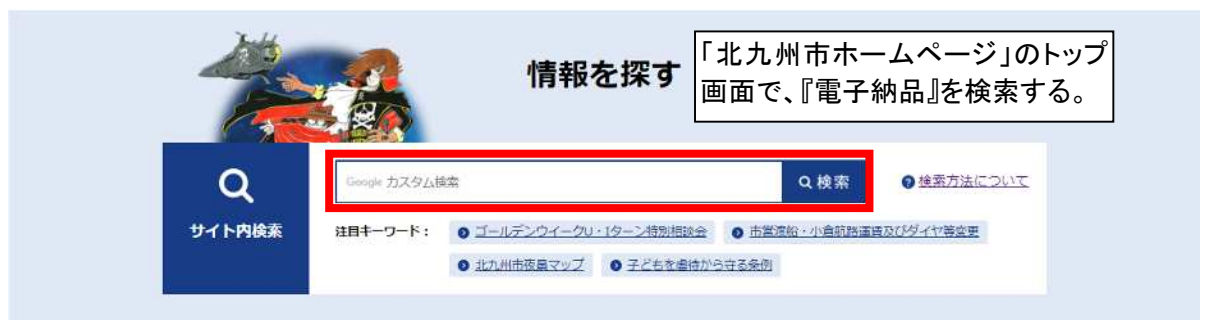 情報を探す
「北九州市ホームページ」のトップ
画面で、『電子納品』を検索する。
Google カスタム検索
検索
検索方法について
サイト内検索
注目キーワード：
ゴールデンウイークU・Iターン特別相談会
市営渡船・小倉航路運賃及びダイヤ等変更
北九州市夜景マップ
子どもを虐待から守る条例